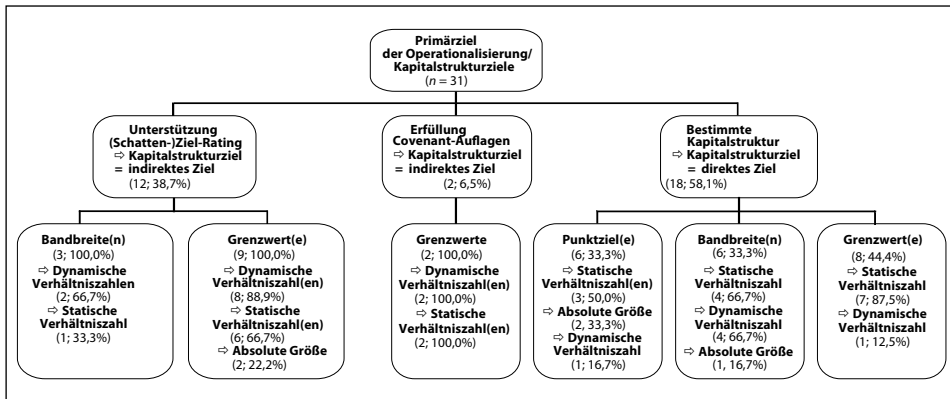 Primärziel
der Operationalisierung/
Kapitalstrukturziele
(n = 31)
Unterstützung
(Schatten-)Ziel-Rating
⇨ Kapitalstrukturziel
= indirektes Ziel
(12; 38,7%)
Erfüllung
Covenant-Auflagen
⇨ Kapitalstrukturziel
= indirektes Ziel
(2; 6,5%)
Bestimmte
Kapitalstruktur
⇨ Kapitalstrukturziel
= direktes Ziel
(18; 58,1%)
Bandbreite(n)
(3; 100,0%)
⇨ Dynamische
Verhältniszahlen
(2; 66,7%)
⇨ Statische
Verhältniszahl
(1; 33,3%)
Grenzwert(e)
(9; 100,0%)
⇨ Dynamische
Verhältniszahl(en)
(8; 88,9%)
⇨ Statische
Verhältniszahl(en)
(6; 66,7%)
⇨ Absolute Größe
(2; 22,2%)
Grenzwerte
(2; 100,0%)
⇨ Dynamische
Verhältniszahl(en)
(2; 100,0%)
⇨ Statische
Verhältniszahl(en)
(2; 100,0%)
Punktziel(e)
(6; 33,3%)
⇨ Statische
Verhältniszahl(en)
(3; 50,0%)
⇨ Absolute Größe
(2, 33,3%)
⇨ Dynamische
Verhältniszahl
(1; 16,7%)
Bandbreite(n)
(6; 33,3%)
⇨ Statische
Verhältniszahl
(4; 66,7%)
⇨ Dynamische
Verhältniszahl
(4; 66,7%)
⇨ Absolute Größe
(1, 16,7%)
Grenzwert(e)
(8; 44,4%)
⇨ Statische
Verhältniszahl
(7; 87,5%)
⇨ Dynamische
Verhältniszahl
(1; 12,5%)